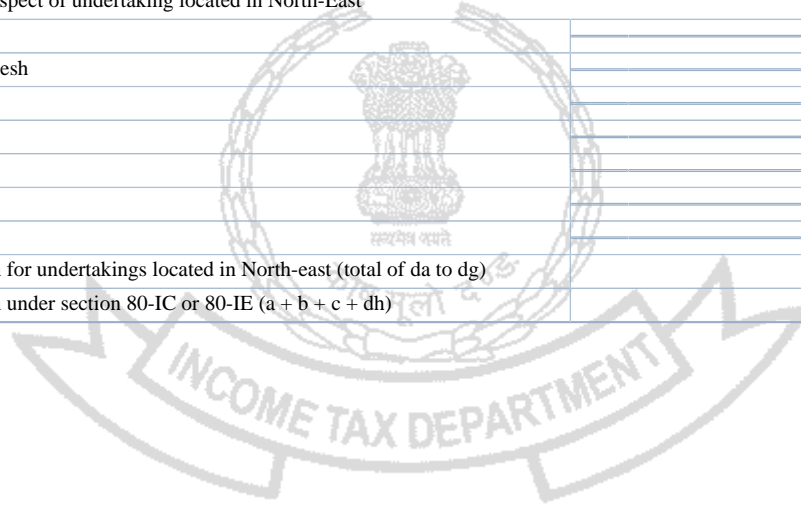 spect of undertaking located in North-East
esh
सत्यमेव जयते
for undertakings located in North-east (total of da to dg)
under section 80-IC or 80-IE (a + b + c + dh)
कोष मूलो दण्डः
INCOME TAX DEPARTMENT